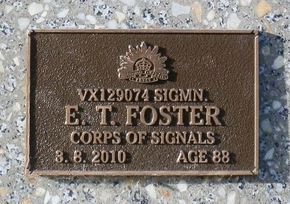 VX129074 SIGMN.
E. T. FOSTER
CORPS OF SIGNALS
8. 8. 2010 AGE 88